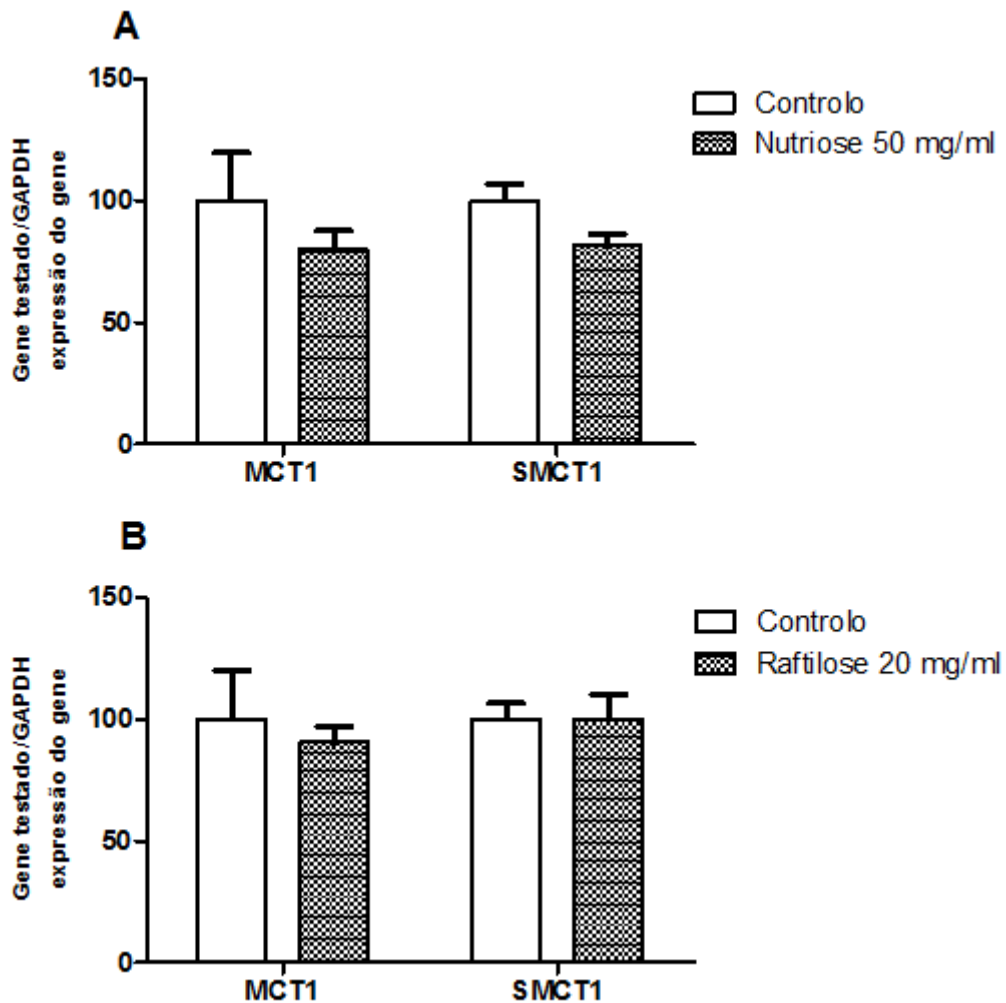 A
150
100
50
0
Gene testado/GAPDH
expressão do gene
MCT1
SMCT1
Controlo
Nutriose 50 mg/ml
B
150
100
50
0
Gene testado/GAPDH
expressão do gene
MCT1
SMCT1
Controlo
Raftilose 20 mg/ml